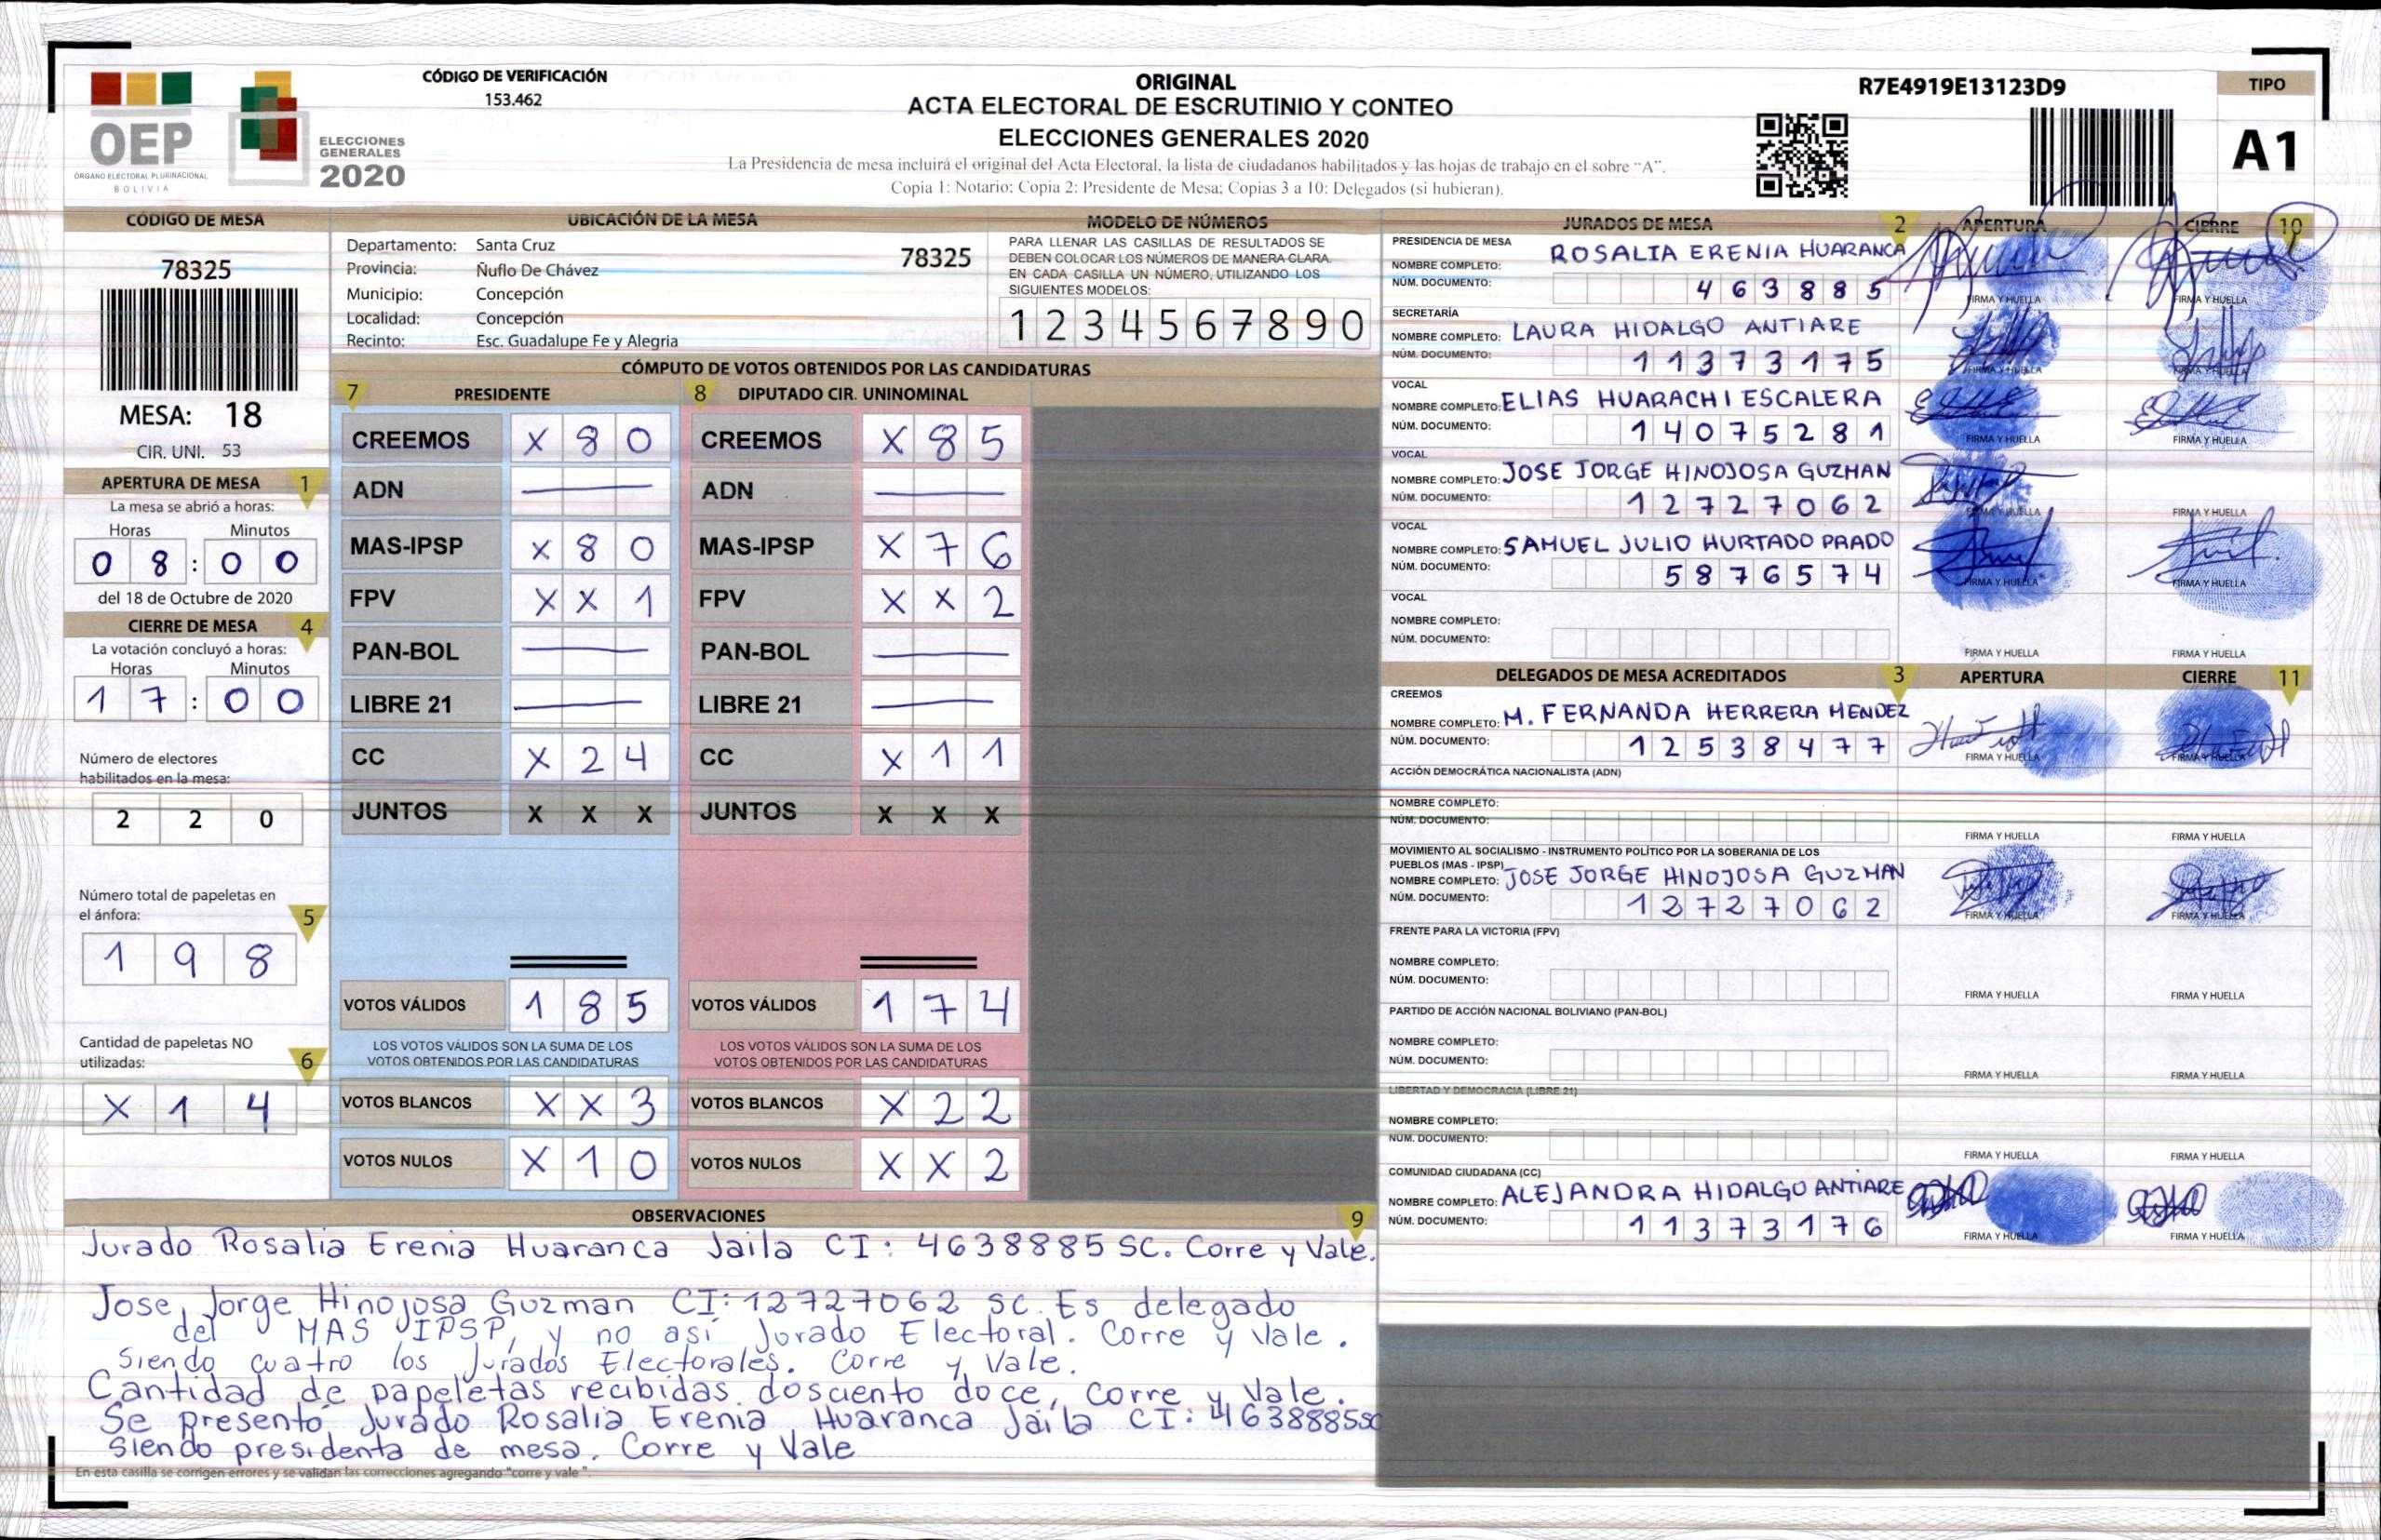 CÓDIGO DE VERIFICACIÓN
153.462
OEP
ÓRGANO ELECTORAL PLURINACIONAL
BOLIVIA
ELECCIONES
GENERALES
2020
ORIGINAL
ACTA ELECTORAL DE ESCRUTINIO Y CONTEO
ELECCIONES GENERALES 2020
La Presidencia de mesa incluirá el original del Acta Electoral, la lista de ciudadanos habilitados y las hojas de trabajo en el sobre "A".
Copia 1: Notario; Copia 2: Presidente de Mesa; Copias 3 a 10: Delegados (si hubieran).
R7E4919E13123D9
TIPO
A1
CÓDIGO DE MESA
78325
MESA: 18
CIR. UNI. 53
APERTURA DE MESA 1
La mesa se abrió a horas:
Horas Minutos
0 8 : 0 0
del 18 de Octubre de 2020
CIERRE DE MESA 4
La votación concluyó a horas:
Horas Minutos
1 7 : 0 0
Número de electores
habilitados en la mesa:
2 2 0
Número total de papeletas en
el ánfora: 5
1 9 8
Cantidad de papeletas NO
utilizadas: 6
X 1 4
UBICACIÓN DE LA MESA
Departamento: Santa Cruz 78325
Provincia: Ñuflo De Chávez
Municipio: Concepción
Localidad: Concepción
Recinto: Esc. Guadalupe Fe y Alegria
MODELO DE NÚMEROS
PARA LLENAR LAS CASILLAS DE RESULTADOS SE
DEBEN COLOCAR LOS NÚMEROS DE MANERA CLARA.
EN CADA CASILLA UN NÚMERO, UTILIZANDO LOS
SIGUIENTES MODELOS:
1 2 3 4 5 6 7 8 9 0
CÓMPUTO DE VOTOS OBTENIDOS POR LAS CANDIDATURAS
7 PRESIDENTE 8 DIPUTADO CIR. UNINOMINAL
CREEMOS X 8 0 CREEMOS X 8 5
ADN ADN
MAS-IPSP X 8 0 MAS-IPSP X 7 6
FPV X X 1 FPV X X 2
PAN-BOL PAN-BOL
LIBRE 21 LIBRE 21
CC X 2 4 CC X 1 1
JUNTOS X X X JUNTOS X X X
VOTOS VÁLIDOS 1 8 5 VOTOS VÁLIDOS 1 7 4
LOS VOTOS VÁLIDOS SON LA SUMA DE LOS LOS VOTOS VÁLIDOS SON LA SUMA DE LOS
VOTOS OBTENIDOS POR LAS CANDIDATURAS VOTOS OBTENIDOS POR LAS CANDIDATURAS
VOTOS BLANCOS X X 3 VOTOS BLANCOS X 2 2
VOTOS NULOS X 1 0 VOTOS NULOS X X 2
OBSERVACIONES 9
Jurado Rosalia Erenia Huaranca Jaila CI: 4638885 SC. Corre y Vale.
Jose Jorge Hinojosa Guzman CI: 12727062 SC. Es delegado
del MAS IPSP, y no así Jurado Electoral. Corre y Vale.
Siendo cuatro los Jurados Electorales. Corre y Vale.
Cantidad de papeletas recibidas dosciento doce, Corre y Vale.
Se presentó Jurado Rosalia Erenia Huaranca Jaila CI: 4638885SC
Siendo presidenta de mesa. Corre y Vale
En esta casilla se corrigen errores y se validan las correcciones agregando "corre y vale".
JURADOS DE MESA 2 APERTURA CIERRE 10
PRESIDENCIA DE MESA
NOMBRE COMPLETO: ROSALIA ERENIA HUARANCA
NÚM. DOCUMENTO: 4 6 3 8 8 5
FIRMA Y HUELLA FIRMA Y HUELLA
SECRETARÍA
NOMBRE COMPLETO: LAURA HIDALGO ANTIARE
NÚM. DOCUMENTO: 1 1 3 7 3 1 7 5
FIRMA Y HUELLA FIRMA Y HUELLA
VOCAL
NOMBRE COMPLETO: ELIAS HUARACHI ESCALERA
NÚM. DOCUMENTO: 1 4 0 7 5 2 8 1
FIRMA Y HUELLA FIRMA Y HUELLA
VOCAL
NOMBRE COMPLETO: JOSE JORGE HINOJOSA GUZMAN
NÚM. DOCUMENTO: 1 2 7 2 7 0 6 2
FIRMA Y HUELLA FIRMA Y HUELLA
VOCAL
NOMBRE COMPLETO: SAMUEL JULIO HURTADO PRADO
NÚM. DOCUMENTO: 5 8 7 6 5 7 4
FIRMA Y HUELLA FIRMA Y HUELLA
VOCAL
NOMBRE COMPLETO:
NÚM. DOCUMENTO:
FIRMA Y HUELLA FIRMA Y HUELLA
DELEGADOS DE MESA ACREDITADOS 3 APERTURA CIERRE 11
CREEMOS
NOMBRE COMPLETO: M. FERNANDA HERRERA MENDEZ
NÚM. DOCUMENTO: 1 2 5 3 8 4 7 7
FIRMA Y HUELLA FIRMA Y HUELLA
ACCIÓN DEMOCRÁTICA NACIONALISTA (ADN)
NOMBRE COMPLETO:
NÚM. DOCUMENTO:
FIRMA Y HUELLA FIRMA Y HUELLA
MOVIMIENTO AL SOCIALISMO - INSTRUMENTO POLÍTICO POR LA SOBERANIA DE LOS
PUEBLOS (MAS - IPSP)
NOMBRE COMPLETO: JOSE JORGE HINOJOSA GUZMAN
NÚM. DOCUMENTO: 1 2 7 2 7 0 6 2
FIRMA Y HUELLA FIRMA Y HUELLA
FRENTE PARA LA VICTORIA (FPV)
NOMBRE COMPLETO:
NÚM. DOCUMENTO:
FIRMA Y HUELLA FIRMA Y HUELLA
PARTIDO DE ACCIÓN NACIONAL BOLIVIANO (PAN-BOL)
NOMBRE COMPLETO:
NÚM. DOCUMENTO:
FIRMA Y HUELLA FIRMA Y HUELLA
LIBERTAD Y DEMOCRACIA (LIBRE 21)
NOMBRE COMPLETO:
NÚM. DOCUMENTO:
FIRMA Y HUELLA FIRMA Y HUELLA
COMUNIDAD CIUDADANA (CC)
NOMBRE COMPLETO: ALEJANDRA HIDALGO ANTIARE
NÚM. DOCUMENTO: 1 1 3 7 3 1 7 6
FIRMA Y HUELLA FIRMA Y HUELLA